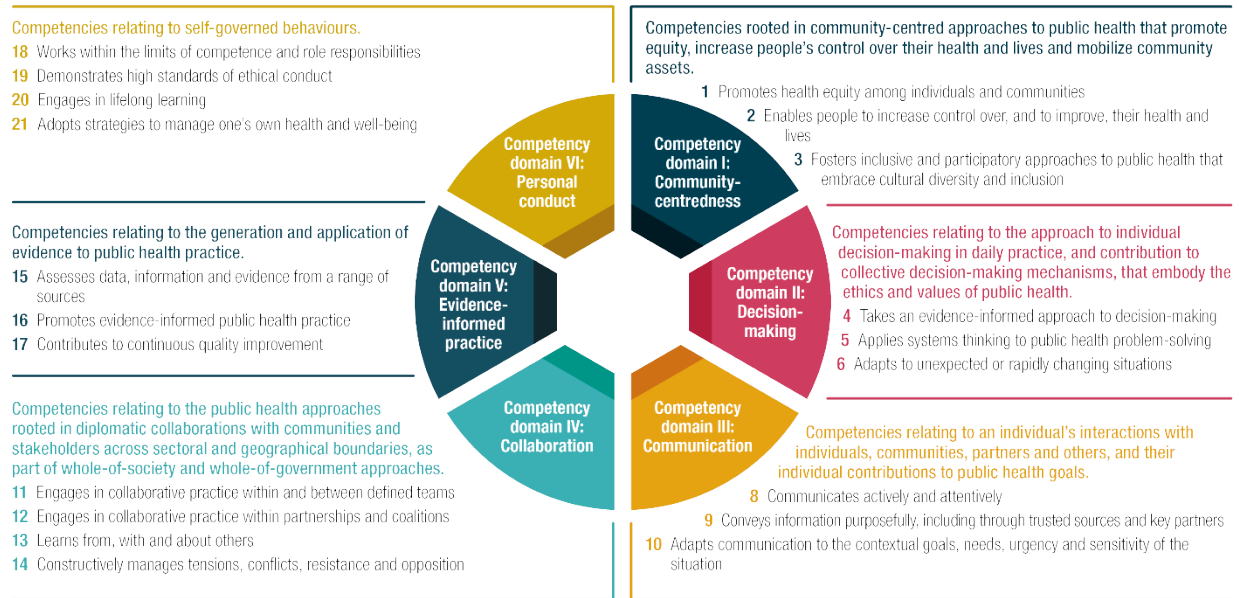 Competencies relating to self-governed behaviours.
18 Works within the limits of competence and role responsibilities
19 Demonstrates high standards of ethical conduct
20 Engages in lifelong learning
21 Adopts strategies to manage one's own health and well-being
Competencies rooted in community-centred approaches to public health that promote
equity, increase people's control over their health and lives and mobilize community
assets.
1 Promotes health equity among individuals and communities
2 Enables people to increase control over, and to improve, their health and
lives
3 Fosters inclusive and participatory approaches to public health that
embrace cultural diversity and inclusion
Competency
domain VI:
Personal
conduct
Competency
domain I:
Community-
centredness
Competencies relating to the generation and application of
evidence to public health practice.
15 Assesses data, information and evidence from a range of
sources
16 Promotes evidence-informed public health practice
17 Contributes to continuous quality improvement
Competency
domain V:
Evidence-
informed
practice
Competency
domain II:
Decision-
making
Competencies relating to the approach to individual
decision-making in daily practice, and contribution to
collective decision-making mechanisms, that embody the
ethics and values of public health.
4 Takes an evidence-informed approach to decision-making
5 Applies systems thinking to public health problem-solving
6 Adapts to unexpected or rapidly changing situations
Competencies relating to the public health approaches
rooted in diplomatic collaborations with communities and
stakeholders across sectoral and geographical boundaries, as
part of whole-of-society and whole-of-government approaches.
11 Engages in collaborative practice within and between defined teams
12 Engages in collaborative practice within partnerships and coalitions
13 Learns from, with and about others
14 Constructively manages tensions, conflicts, resistance and opposition
Competency
domain IV:
Collaboration
Competency
domain III:
Communication
Competencies relating to an individual's interactions with
individuals, communities, partners and others, and their
individual contributions to public health goals.
8 Communicates actively and attentively
9 Conveys information purposefully, including through trusted sources and key partners
10 Adapts communication to the contextual goals, needs, urgency and sensitivity of the
situation